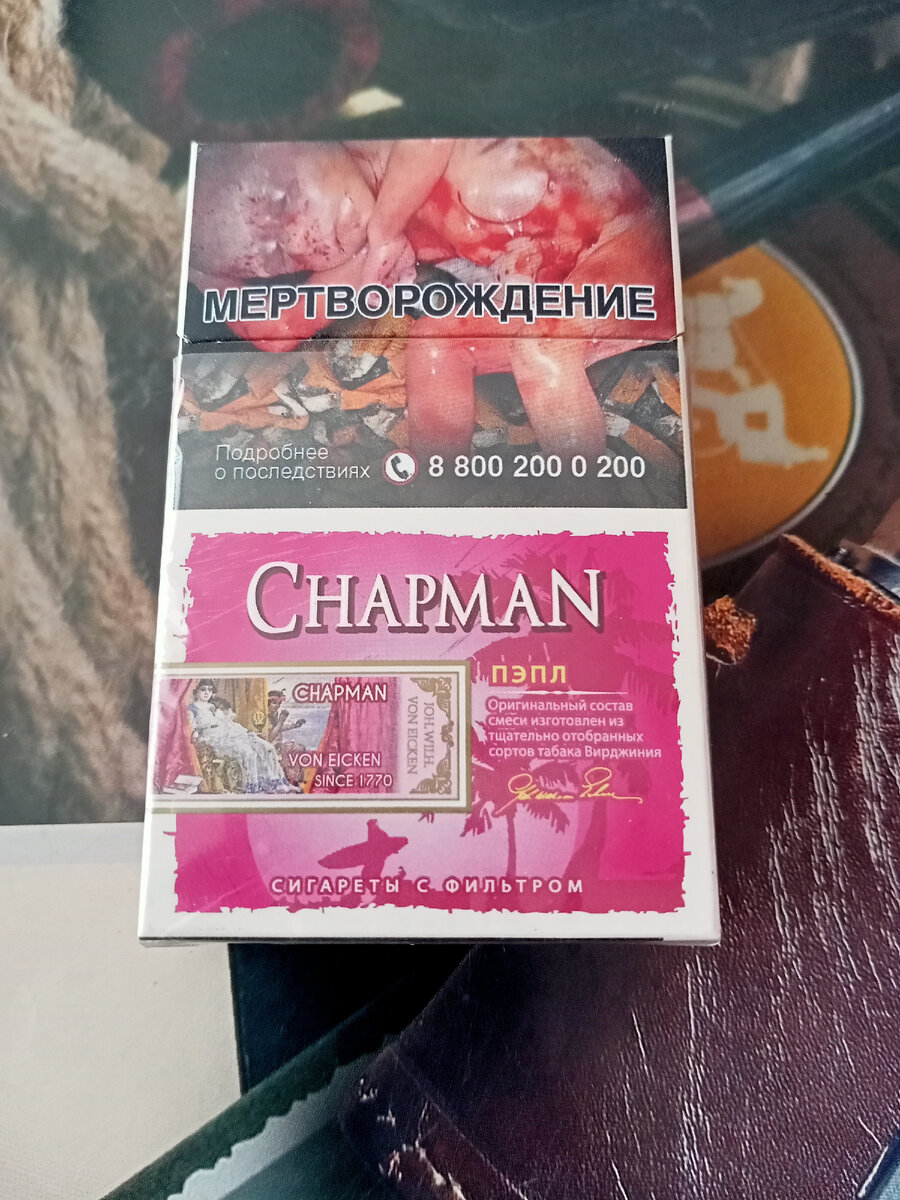 МЕРТВОРОЖДЕНИЕ
Подробнее
о последствиях
8 800 200 0 200
CHAPMAN
ПЭПЛ
Оригинальный состав
смеси изготовлен из
тщательно отобранных
сортов табака Вирджиния
CHAPMAN
VON EICKEN
SINCE 1770
JOH. WILH.
VON EICKEN
СИГАРЕТЫ С ФИЛЬТРОМ